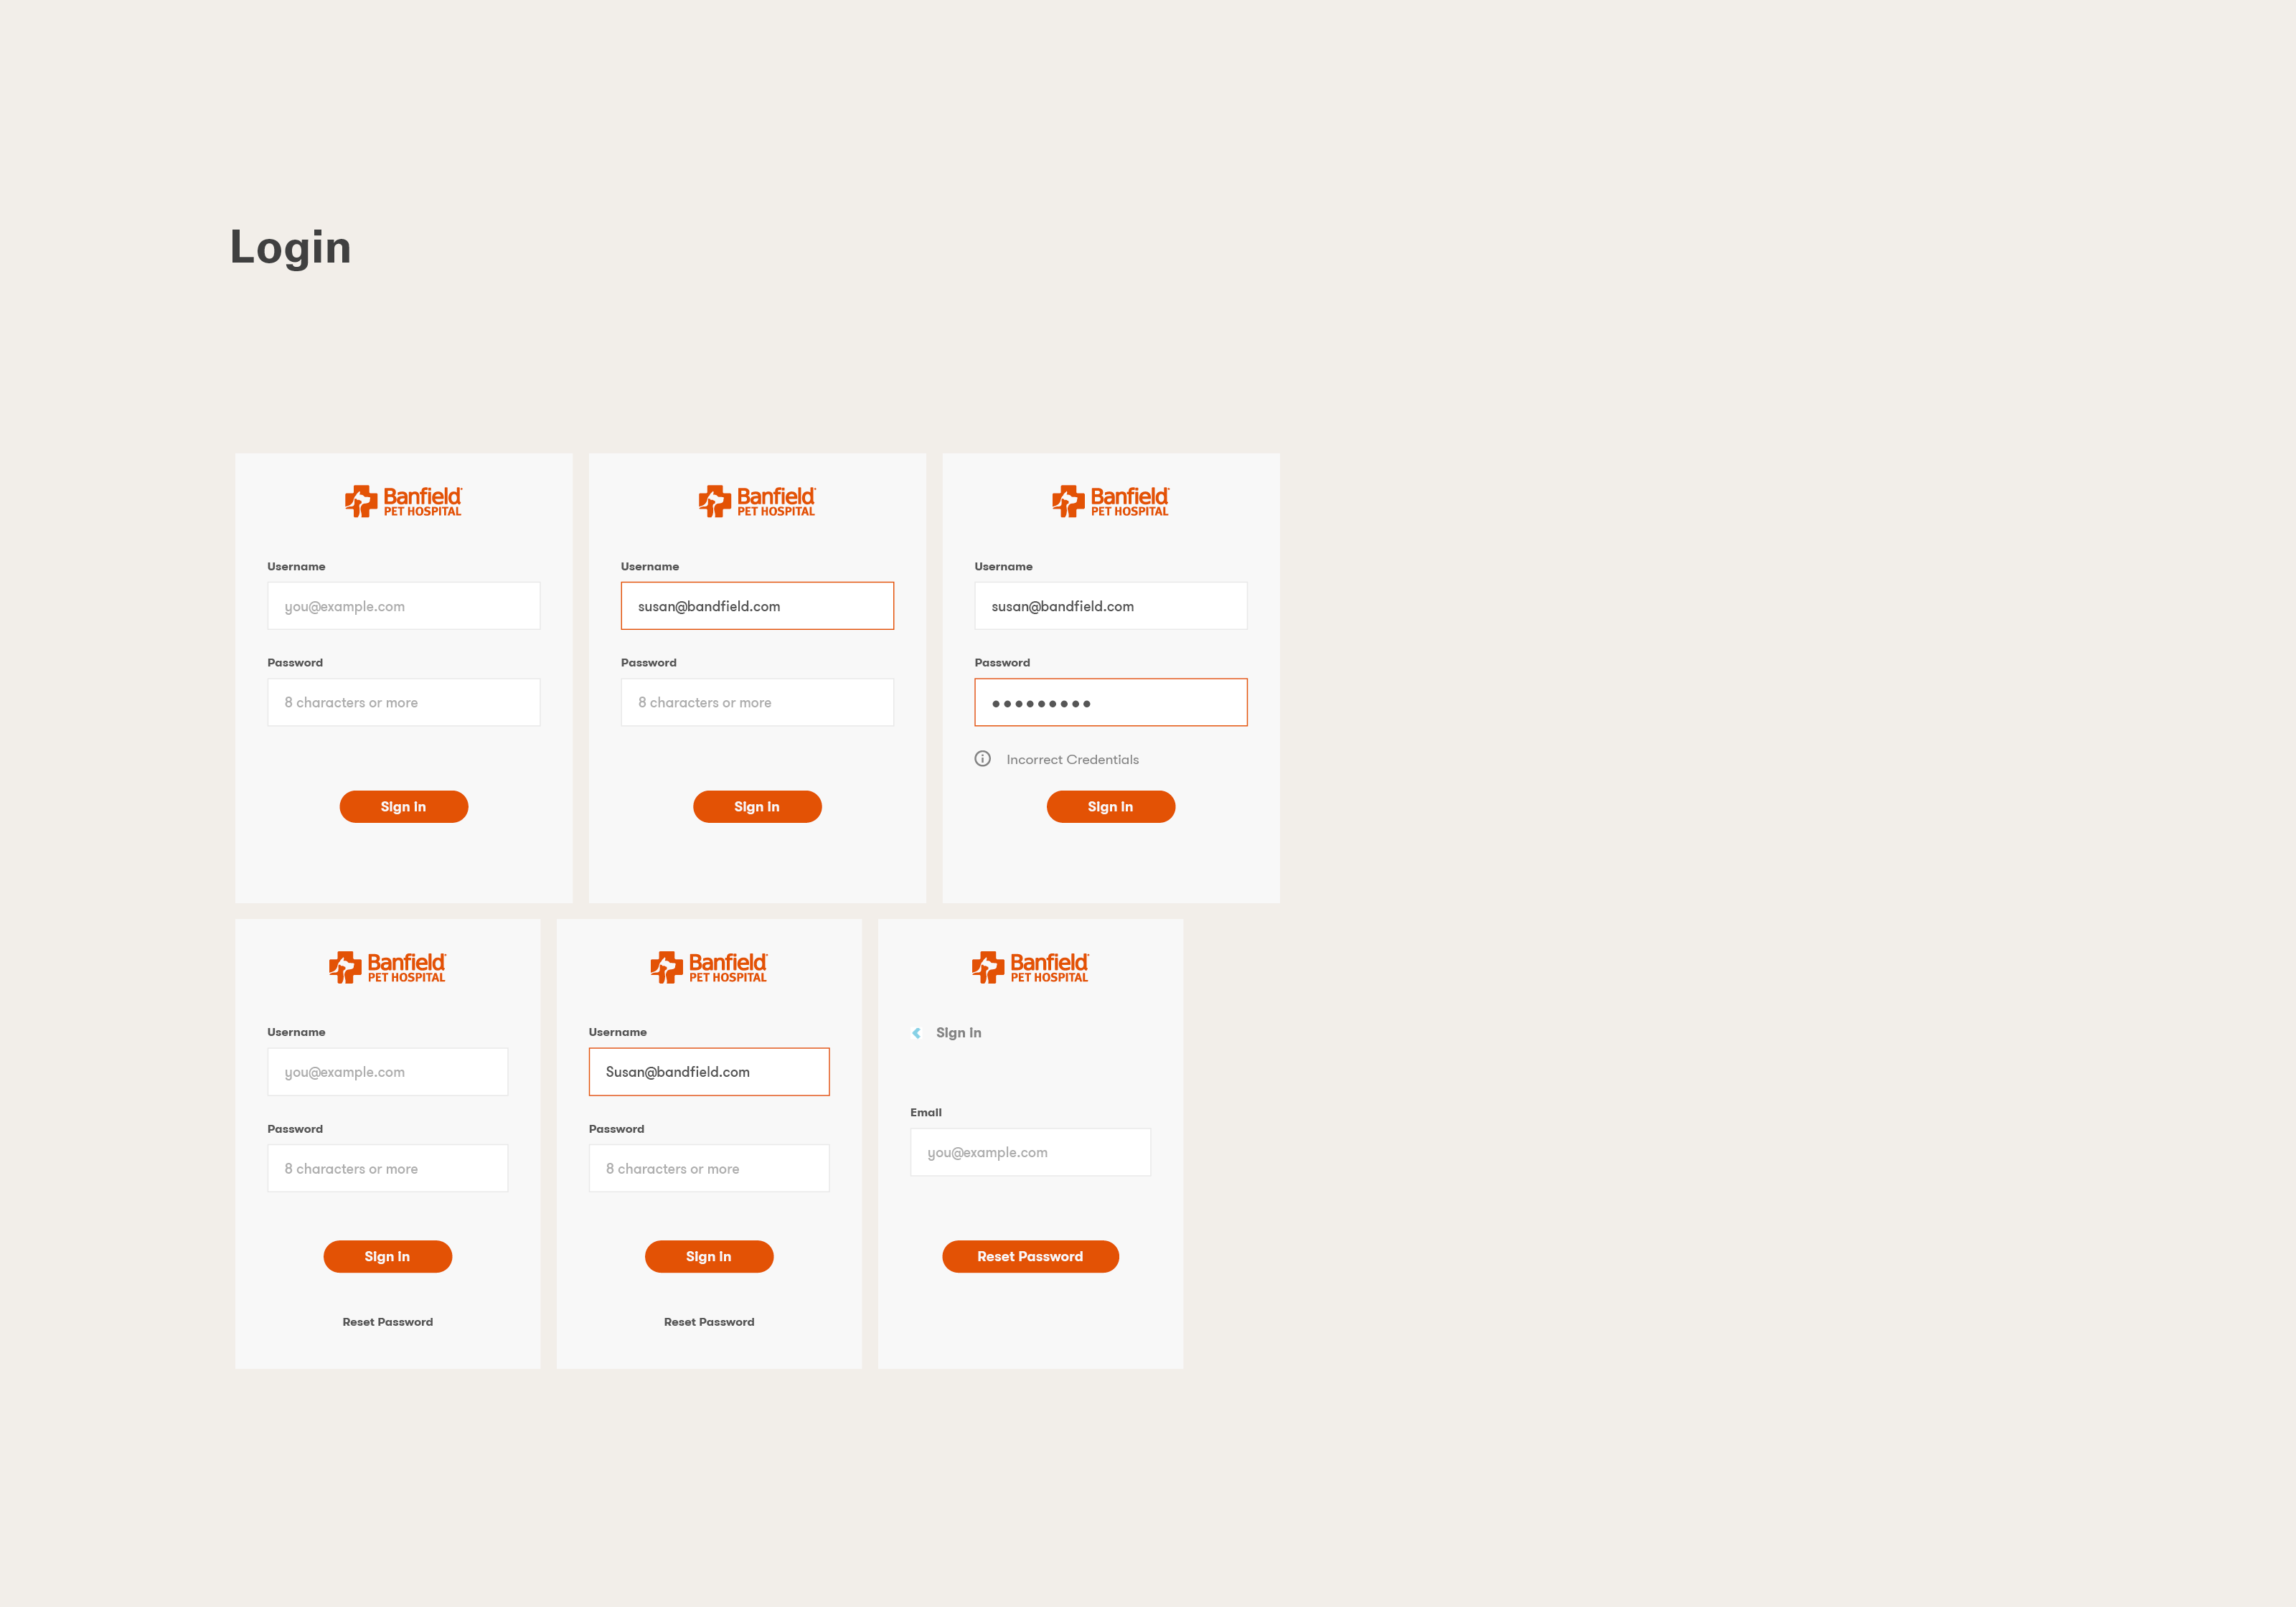 Login
Banfield
PET HOSPITAL
Username
you@example.com
Password
8 characters or more
Sign In
Banfield
PET HOSPITAL
Username
susan@bandfield.com
Password
8 characters or more
Sign In
Banfield
PET HOSPITAL
Username
susan@bandfield.com
Password
●●●●●●●●●
Incorrect Credentials
Sign In
Banfield
PET HOSPITAL
Username
you@example.com
Password
8 characters or more
Sign In
Reset Password
Banfield
PET HOSPITAL
Username
Susan@bandfield.com
Password
8 characters or more
Sign In
Reset Password
Banfield
PET HOSPITAL
Sign In
Email
you@example.com
Reset Password